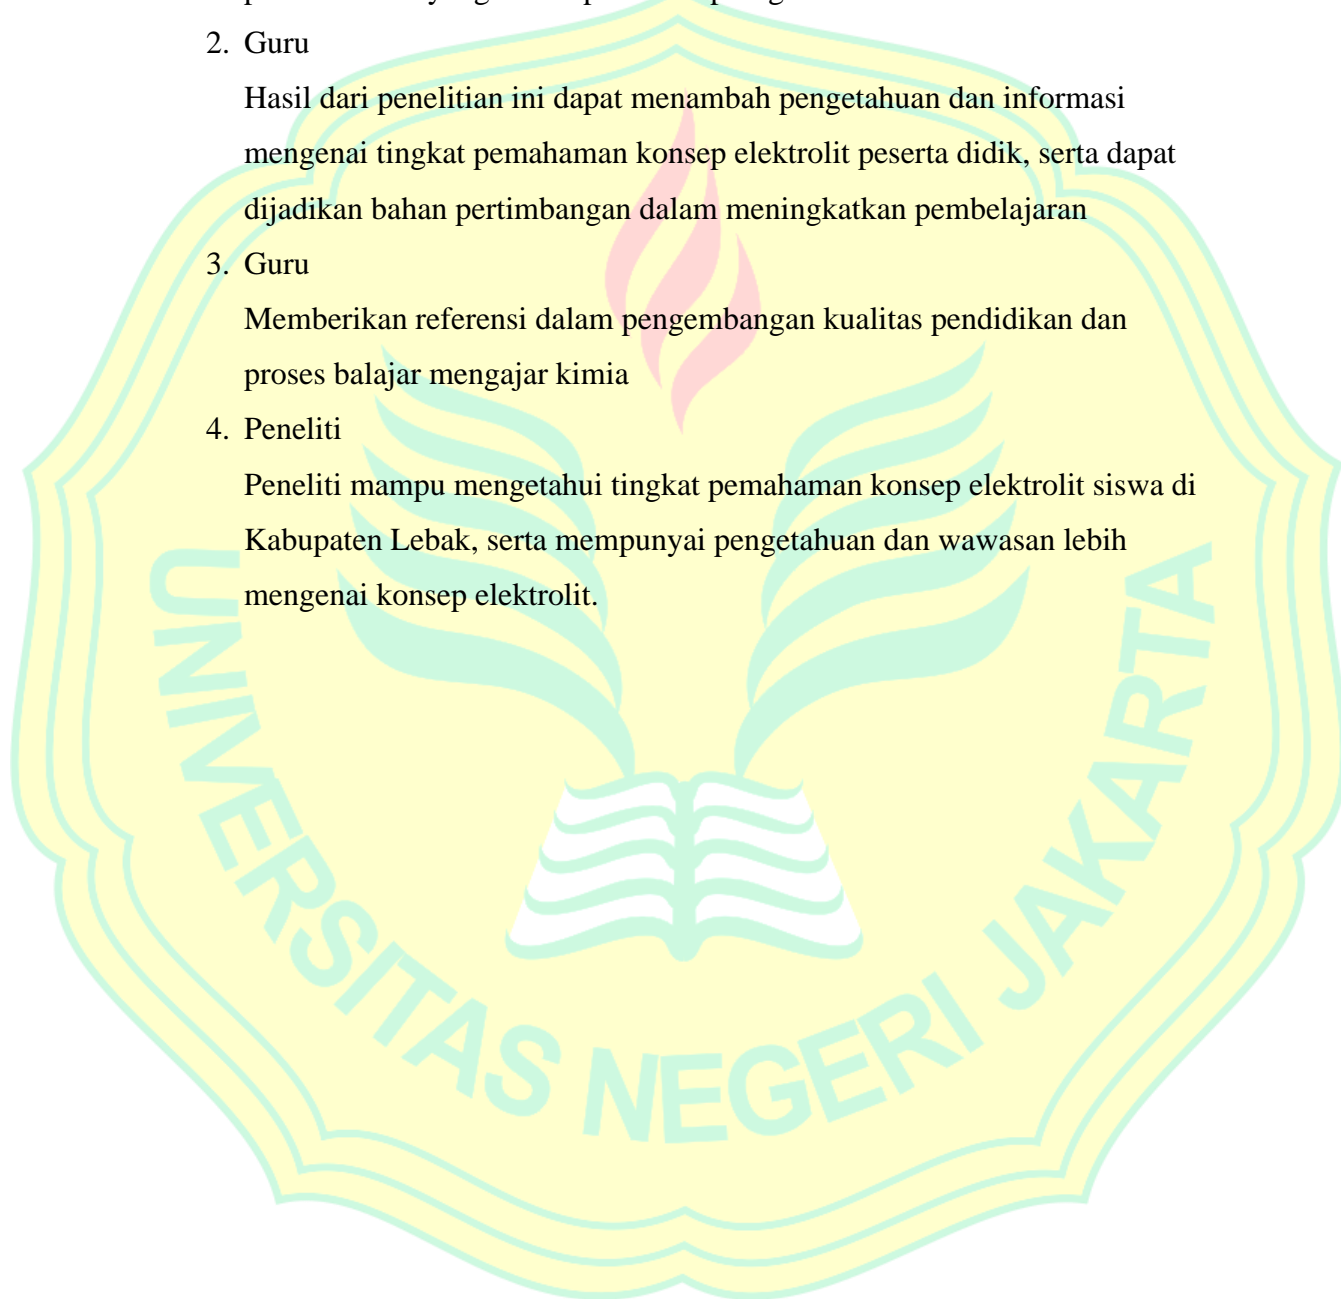 2. Guru
Hasil dari penelitian ini dapat menambah pengetahuan dan informasi
mengenai tingkat pemahaman konsep elektrolit peserta didik, serta dapat
dijadikan bahan pertimbangan dalam meningkatkan pembelajaran
3. Guru
Memberikan referensi dalam pengembangan kualitas pendidikan dan
proses balajar mengajar kimia
4. Peneliti
Peneliti mampu mengetahui tingkat pemahaman konsep elektrolit siswa di
Kabupaten Lebak, serta mempunyai pengetahuan dan wawasan lebih
mengenai konsep elektrolit.
UNIVERSITAS NEGERI JAKARTA